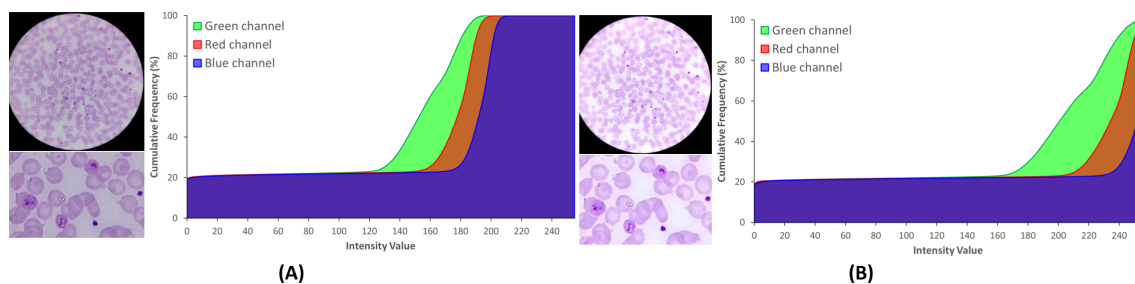 100
80
60
40
20
0
Cumulative Frequency (%)
Green channel
Red channel
Blue channel
0 20 40 60 80 100 120 140 160 180 200 220 240
Intensity Value
(A)
100
80
60
40
20
0
Cumulative Frequency (%)
Green channel
Red channel
Blue channel
0 20 40 60 80 100 120 140 160 180 200 220 240
Intensity Value
(B)